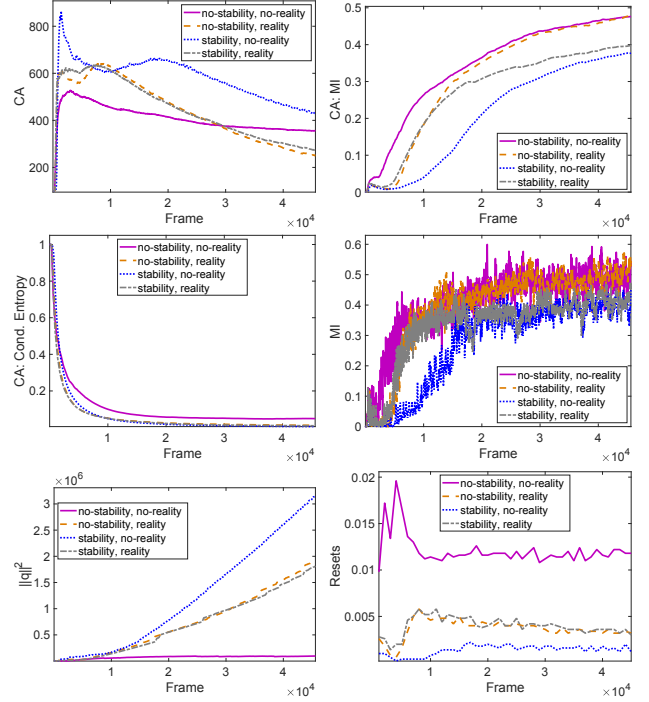 CA
800
600
400
200
no-stability, no-reality
no-stability, reality
stability, no-reality
stability, reality
1 2 3 4
Frame
× 10⁴
CA: MI
0.5
0.4
0.3
0.2
0.1
0
no-stability, no-reality
no-stability, reality
stability, no-reality
stability, reality
1 2 3 4
Frame
× 10⁴
CA: Cond. Entropy
1
0.8
0.6
0.4
0.2
no-stability, no-reality
no-stability, reality
stability, no-reality
stability, reality
1 2 3 4
Frame
× 10⁴
MI
0.6
0.5
0.4
0.3
0.2
0.1
0
no-stability, no-reality
no-stability, reality
stability, no-reality
stability, reality
1 2 3 4
Frame
× 10⁴
× 10⁶
||q||²
3
2.5
2
1.5
1
0.5
no-stability, no-reality
no-stability, reality
stability, no-reality
stability, reality
1 2 3 4
Frame
× 10⁴
Resets
0.02
0.015
0.01
0.005
no-stability, no-reality
no-stability, reality
stability, no-reality
stability, reality
1 2 3 4
Frame
× 10⁴